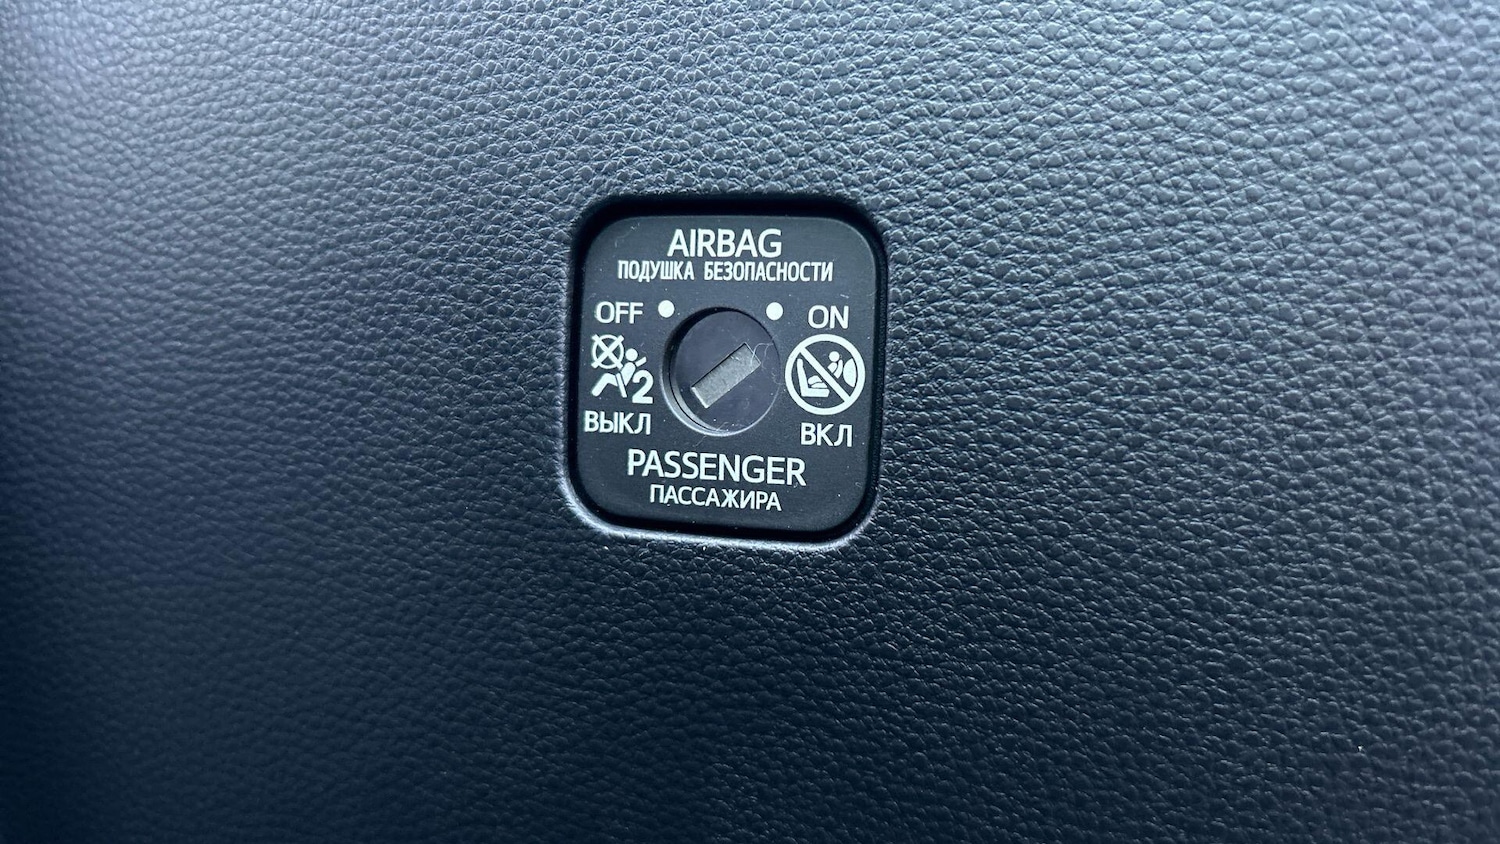 AIRBAG
ПОДУШКА БЕЗОПАСНОСТИ
OFF ON
2
ВЫКЛ ВКЛ
PASSENGER
ПАССАЖИРА